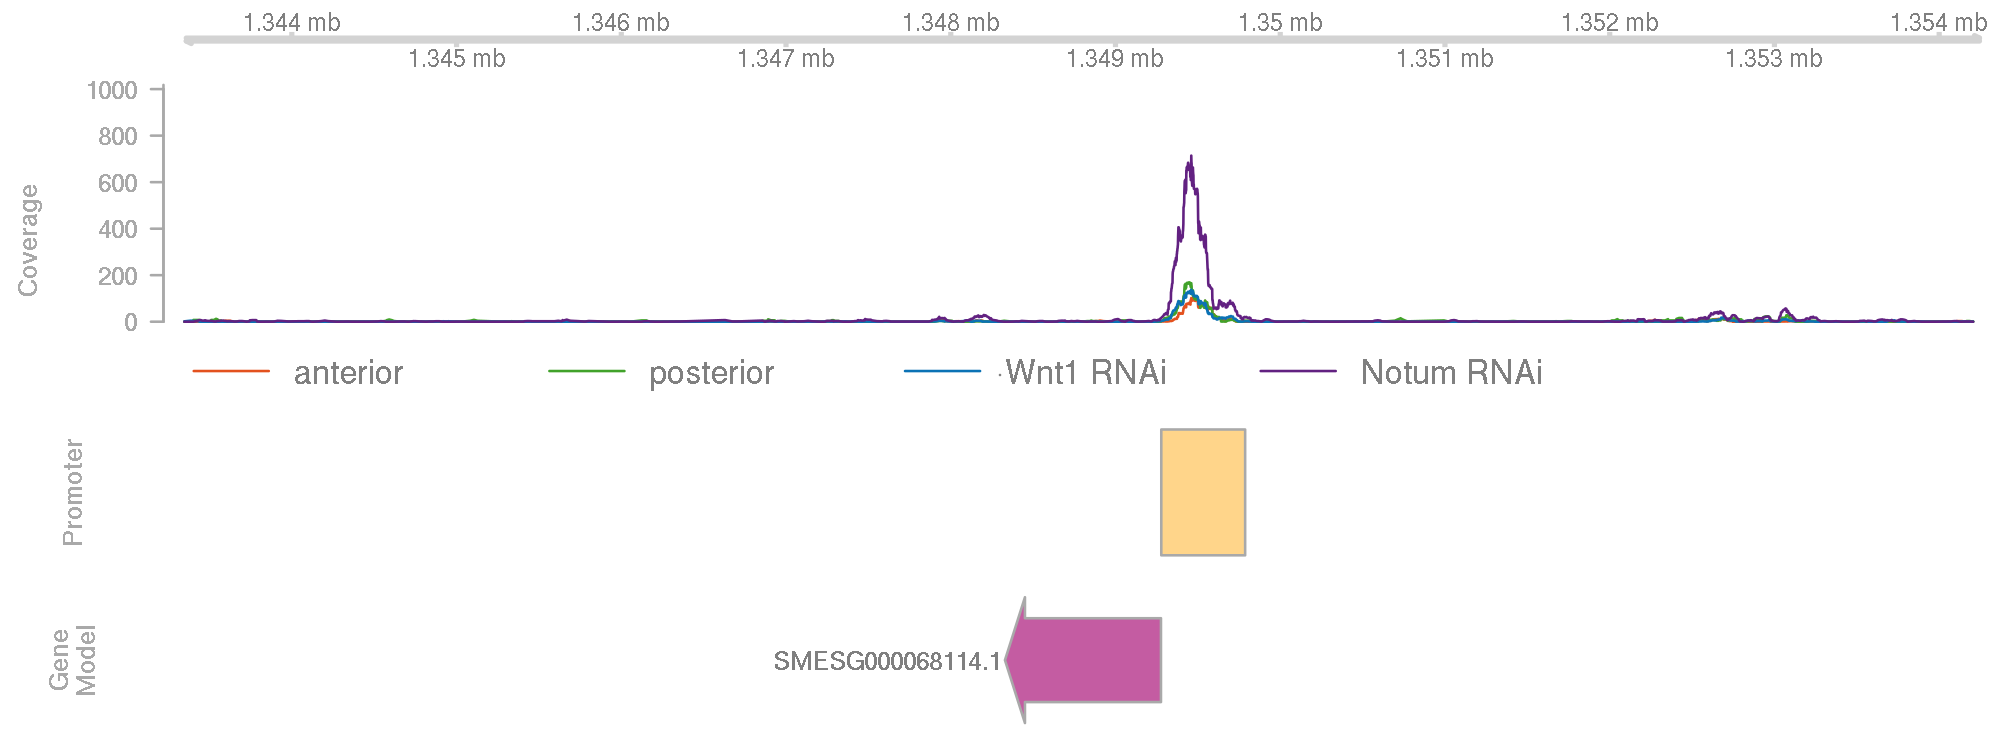 1.344 mb 1.346 mb 1.348 mb 1.35 mb 1.352 mb 1.354 mb
1.345 mb 1.347 mb 1.349 mb 1.351 mb 1.353 mb
1000
800
600
400
200
0
Coverage
anterior posterior Wnt1 RNAi Notum RNAi
Promoter
Gene
Model
SMESG000068114.1